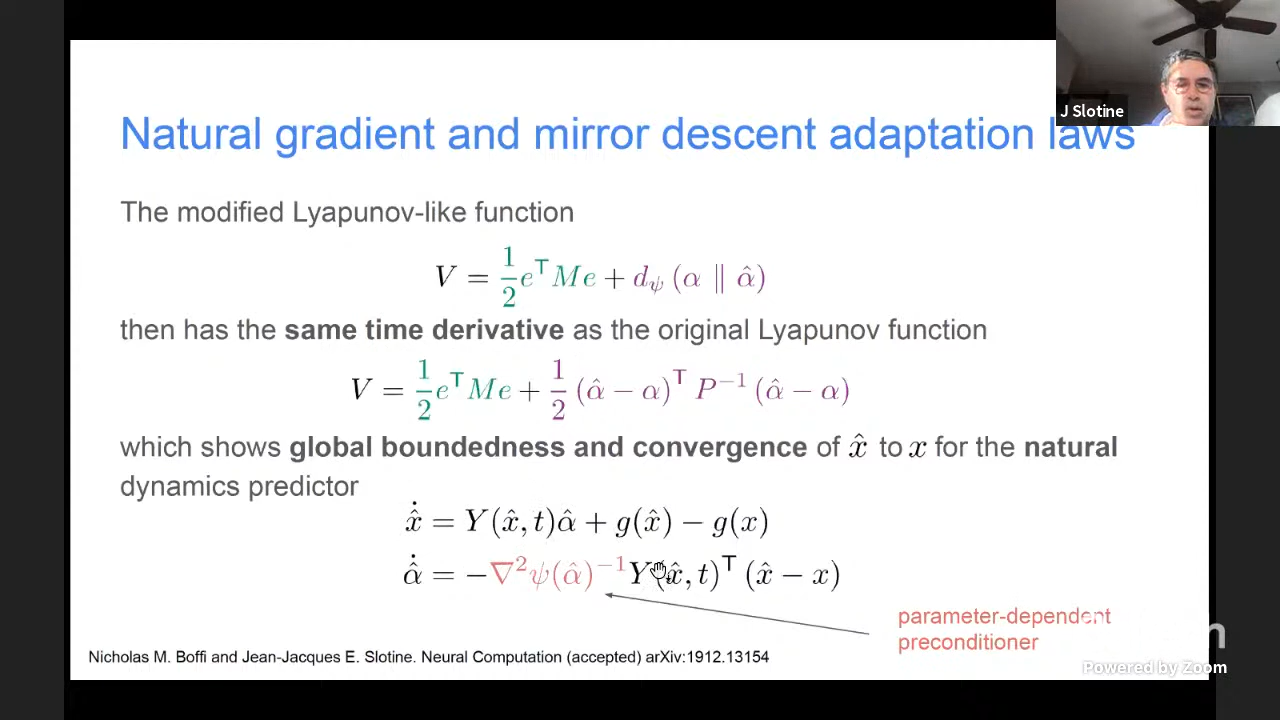 J Slotine
Natural gradient and mirror descent adaptation laws
The modified Lyapunov-like function
V = 1/2 e^⊤ M e + d_ψ (α ∥ α̂)
then has the same time derivative as the original Lyapunov function
V = 1/2 e^⊤ M e + 1/2 (α̂ − α)^⊤ P^{−1} (α̂ − α)
which shows global boundedness and convergence of x̂ to x for the natural
dynamics predictor
x̂̇ = Y(x̂, t)α̂ + g(x̂) − g(x)
α̂̇ = −∇²ψ(α̂)^{−1} Y(x̂, t)^⊤ (x̂ − x)
parameter-dependent
preconditioner
Nicholas M. Boffi and Jean-Jacques E. Slotine. Neural Computation (accepted) arXiv:1912.13154
Powered by Zoom